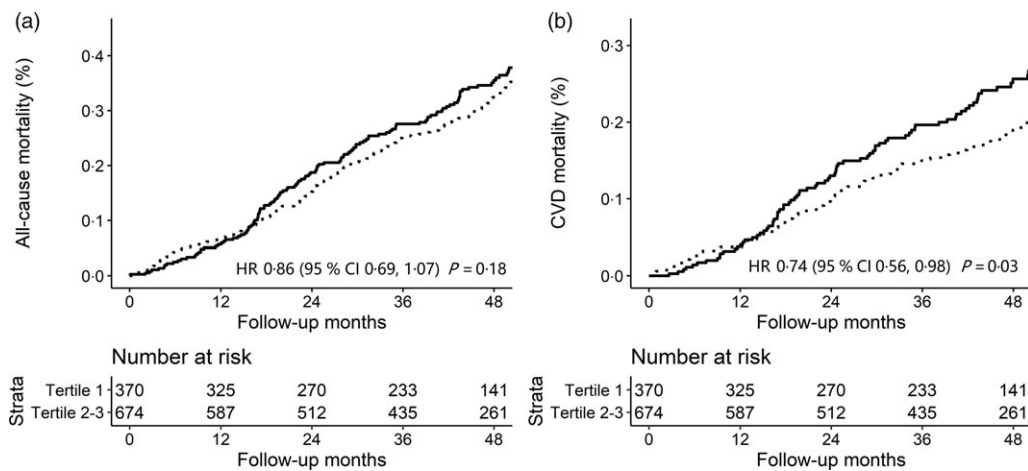 (a)
All-cause mortality (%)
0·4
0·3
0·2
0·1
0·0
HR 0·86 (95 % CI 0·69, 1·07) P = 0·18
0 12 24 36 48
Follow-up months
Number at risk
Strata
Tertile 1 370 325 270 233 141
Tertile 2-3 674 587 512 435 261
0 12 24 36 48
Follow-up months
(b)
CVD mortality (%)
0·3
0·2
0·1
0·0
HR 0·74 (95 % CI 0·56, 0·98) P = 0·03
0 12 24 36 48
Follow-up months
Number at risk
Strata
Tertile 1 370 325 270 233 141
Tertile 2-3 674 587 512 435 261
0 12 24 36 48
Follow-up months